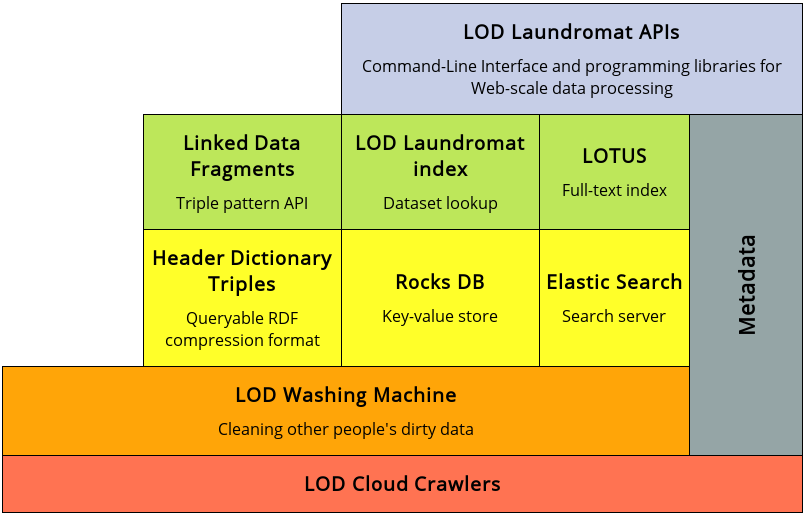 LOD Laundromat APIs
Command-Line Interface and programming libraries for
Web-scale data processing
Linked Data
Fragments
Triple pattern API
LOD Laundromat
index
Dataset lookup
LOTUS
Full-text index
Metadata
Header Dictionary
Triples
Queryable RDF
compression format
Rocks DB
Key-value store
Elastic Search
Search server
LOD Washing Machine
Cleaning other people's dirty data
LOD Cloud Crawlers